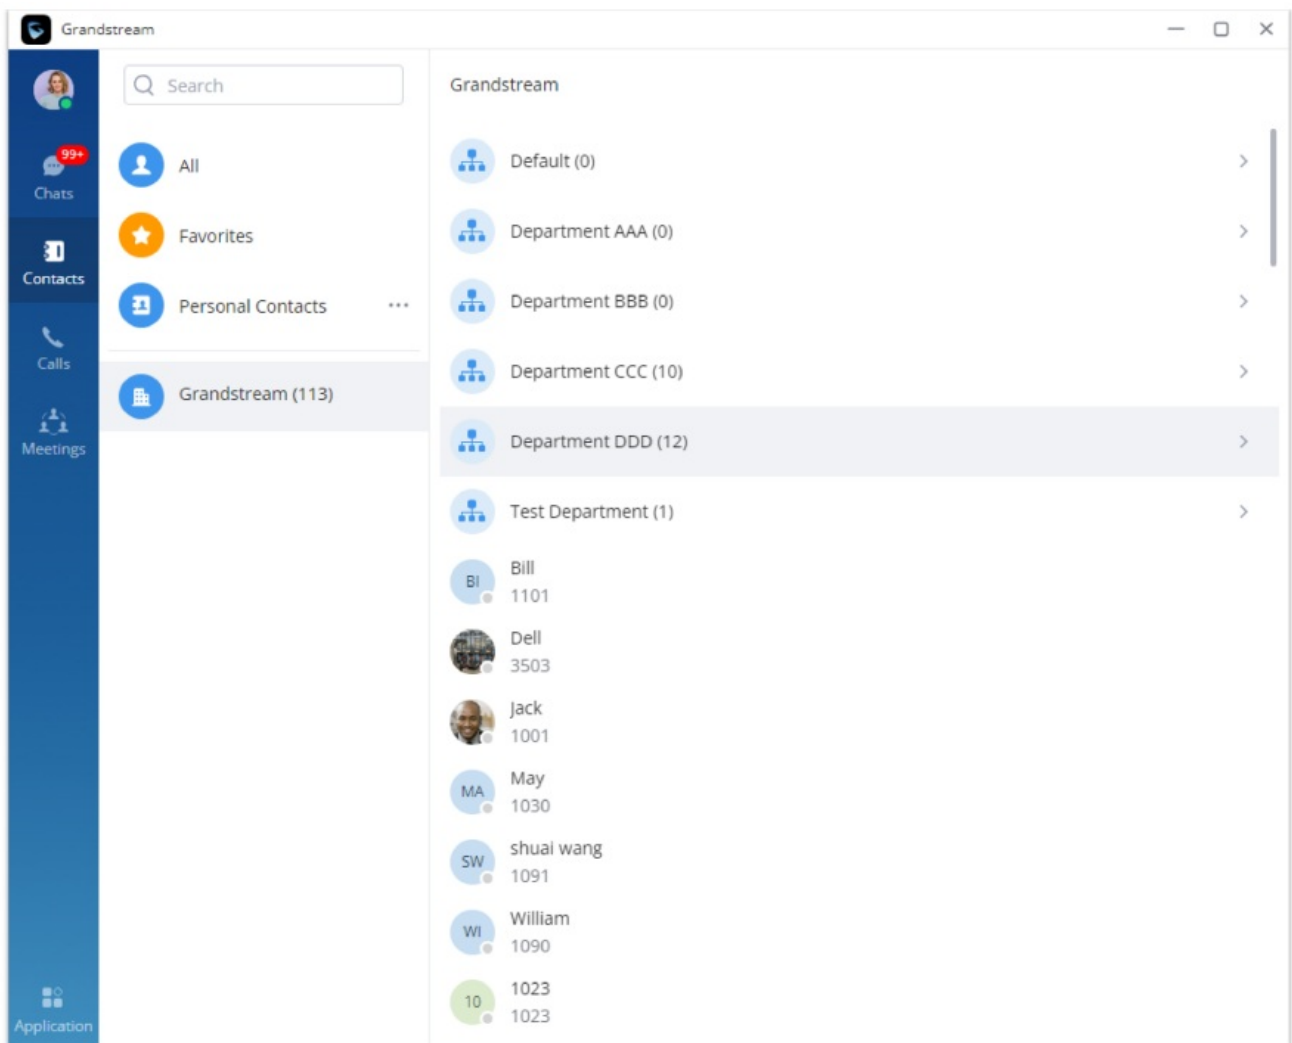 Grandstream
99+
Chats
Contacts
Calls
Meetings
Application
Search
All
Favorites
Personal Contacts
Grandstream (113)
Grandstream
Default (0)
Department AAA (0)
Department BBB (0)
Department CCC (10)
Department DDD (12)
Test Department (1)
BI
Bill
1101
Dell
3503
Jack
1001
MA
May
1030
SW
shuai wang
1091
WI
William
1090
10
1023
1023